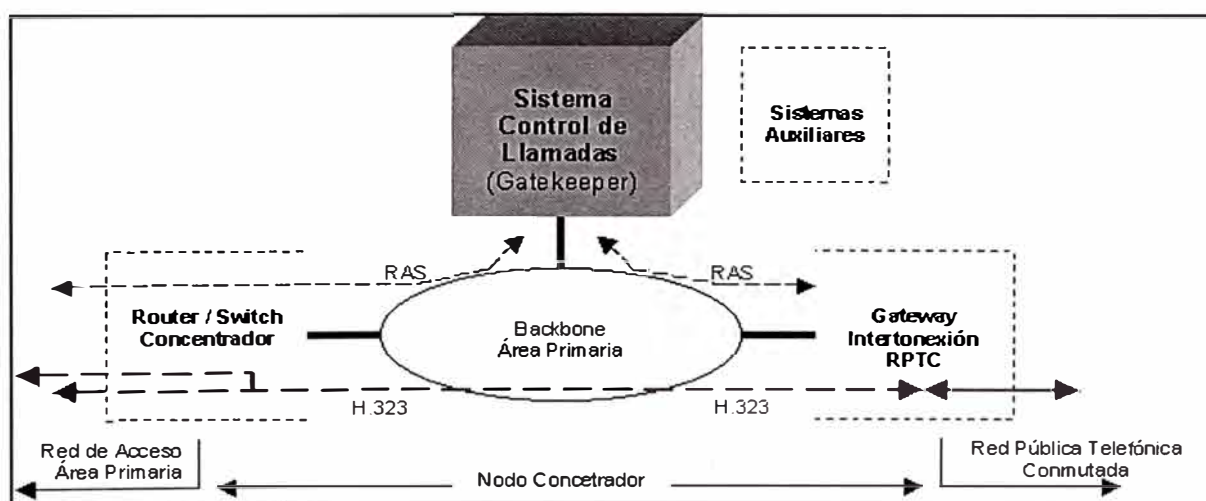 Sistema
Control de
Llamadas
(Gatekeeper)
Sistemas
Auxiliares
RAS
RAS
Router / Switch
Concentrador
Backbone
Área Primaria
Gateway
Intertonexión
RPTC
H.323
H.323
Red de Acceso
Área Primaria
Nodo Concetrador
Red Pública Telefónica
Conmutada